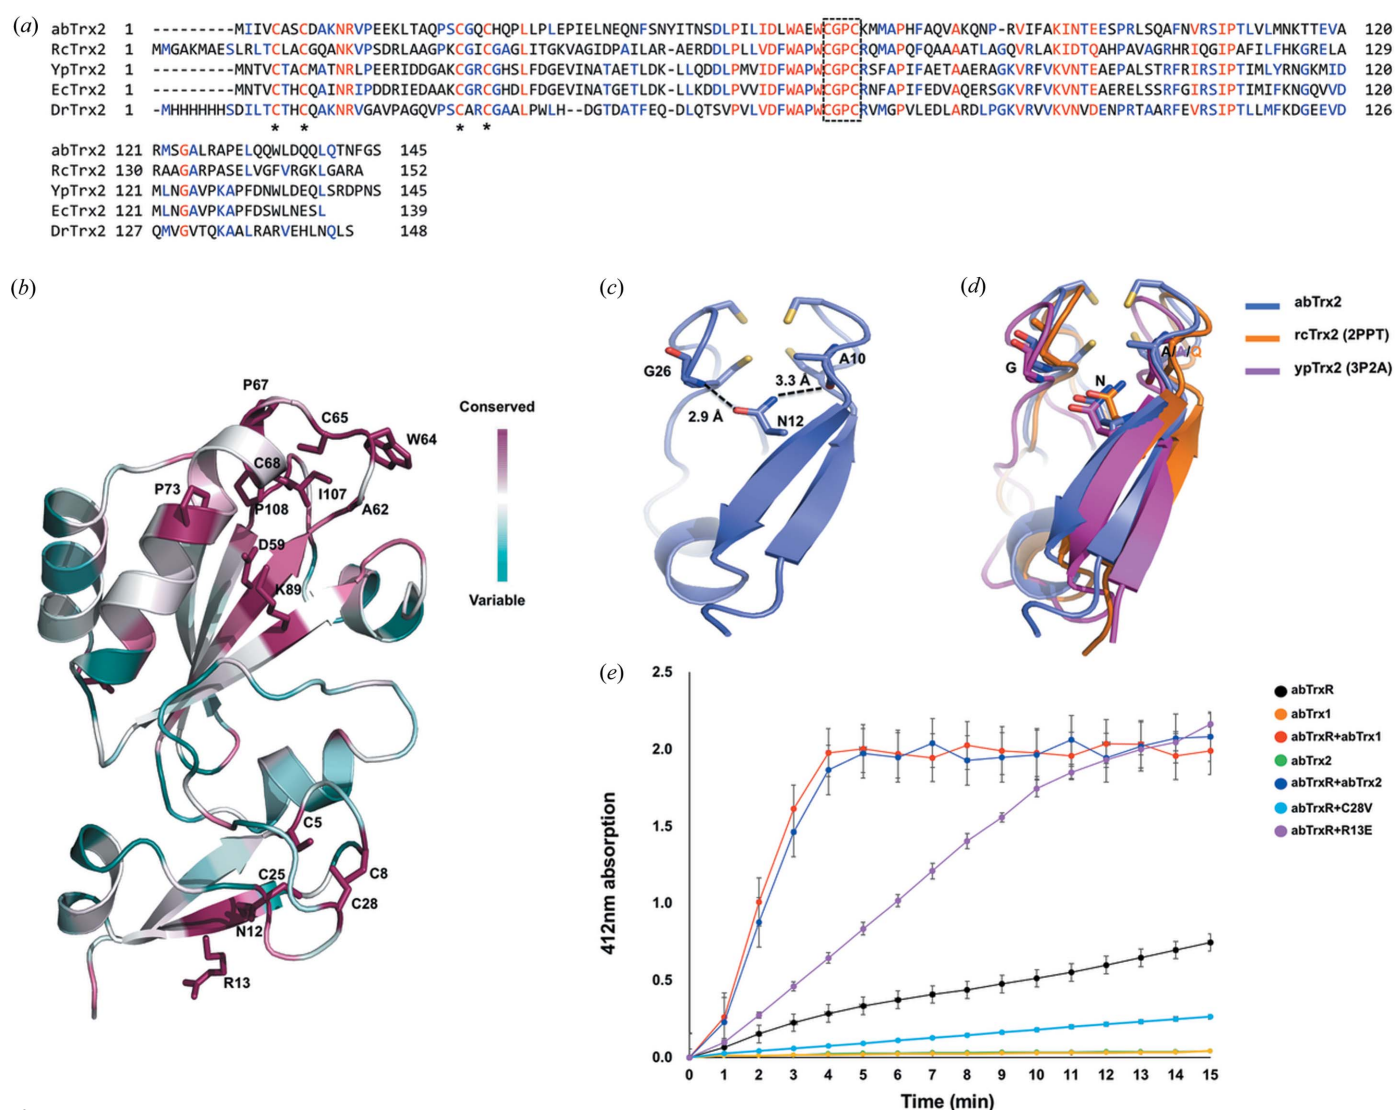 (a)
abTrx2 1 ---------MIIVCASCDAKNRVPEEKLTAQPSCGQCHQPLLPLEPIELNEQNFSNYITNSDLPILIDLWAEWCGPCKMMAPHFAQVAKQNP-RVIFAKINTEESPRLSQAFNVRSIPTLVLMNKTTEVA 120
RcTrx2 1 MMGAKMAESLRLTCLACGQANKVPSDRLAAGPKCGICGAGLITGKVAGIDPAILAR-AERDDLPLLVDFWAPWCGPCRQMAPQFQAAAATLAGQVRLAKIDTQAHPAVAGRHRIQGIPAFILFHKGRELA 129
YpTrx2 1 ---------MNTVCTACMATNRLPEERIDDGAKCGRCGHSLFDGEVINATAETLDK-LLQDDLPMVIDFWAPWCGPCRSFAPIFAETAAERAGKVRFVKVNTEAEPALSTRFRIRSIPTIMLYRNGKMID 120
EcTrx2 1 ---------MNTVCTHCQAINRIPDDRIEDAAKCGRCGHDLFDGEVINATGETLDK-LLKDDLPVVIDFWAPWCGPCRNFAPIFEDVAQERSGKVRFVKVNTEAERELSSRFGIRSIPTIMIFKNGQVVD 120
DrTrx2 1 -MHHHHHHSDILTCTHCQAKNRVGAVPAGQVPSCARCGAALPWLH--DGTDATFEQ-DLQTSVPVLVDFWAPWCGPCRVMGPVLEDLARDLPGKVRVVKVNVDENPRTAARFEVRSIPTLLMFKDGEEVD 126
* * * *
abTrx2 121 RMSGALRAPELQQWLDQQLQTNFGS 145
RcTrx2 130 RAAGARPASELVGFVRGKLGARA 152
YpTrx2 121 MLNGAVPKAPFDNWLDEQLSRDPNS 145
EcTrx2 121 MLNGAVPKAPFDSWLNESL 139
DrTrx2 127 QMVGVTQKAALRARVEHLNQLS 148
(b)
P67
C65
W64
C68
P73
I107
P108
A62
D59
K89
C5
C8
C25
C28
N12
R13
Conserved
Variable
(c)
G26
A10
3.3 Å
2.9 Å
N12
(d)
G
A/A/Q
N
abTrx2
rcTrx2 (2PPT)
ypTrx2 (3P2A)
(e)
2.5
2.0
1.5
1.0
0.5
0.0
412nm absorption
0 1 2 3 4 5 6 7 8 9 10 11 12 13 14 15
Time (min)
abTrxR
abTrx1
abTrxR+abTrx1
abTrx2
abTrxR+abTrx2
abTrxR+C28V
abTrxR+R13E